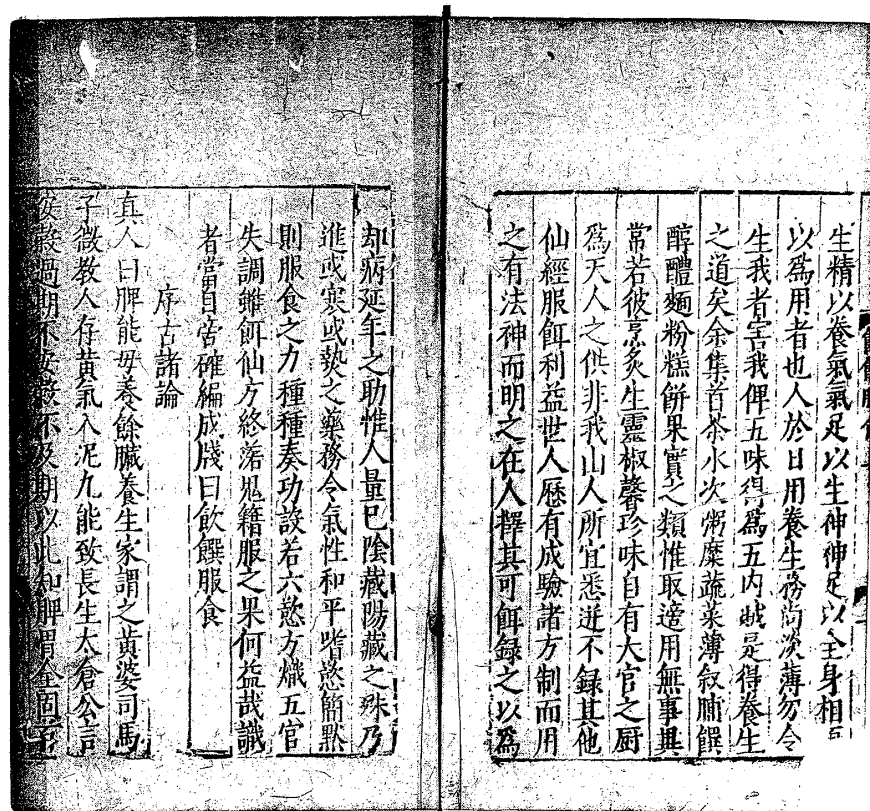 生精以養氣氣足以生神神足以全身相
以爲用者也人於日用養生務尚淡薄勿令
生我者害我俾五味得爲五內賊是得養生
之道矣余集首茶水次粥糜蔬菜薄叙脯饌
醇醴麵粉糕餅果實之類惟取適用無事異
常若彼烹炙生靈椒馨珍味自有大官之厨
爲天人之供非我山人所宜悉迸不錄其他
仙經服餌利益世人歷有成驗諸方制而用
之有法神而明之在人擇其可餌錄之以爲
却病延年之助惟人量巳陰藏陽藏之殊乃
進或寒或𤍠之藥務令氣性和平嗜慾簡默
則服食之力種種奏功設若六慾方熾五官
失調雖餌仙方終落鬼籍服之果何益哉識
者當自啻確編成牋曰飲饌服食
序古諸論
真人曰脾能毋養餘臟養生家謂之黃婆司馬
子微教人存黃氣入泥九能致長生太倉公言
安穀過期不安穀不及期以此知脾胃全固